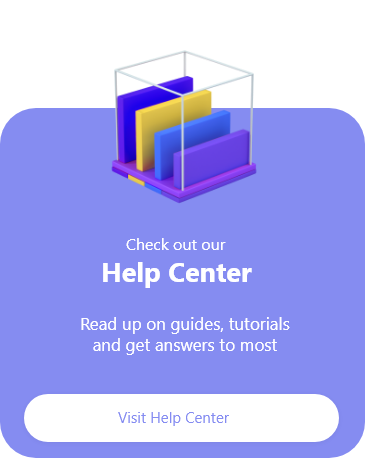 Check out our
Help Center
Read up on guides, tutorials
and get answers to most
Visit Help Center